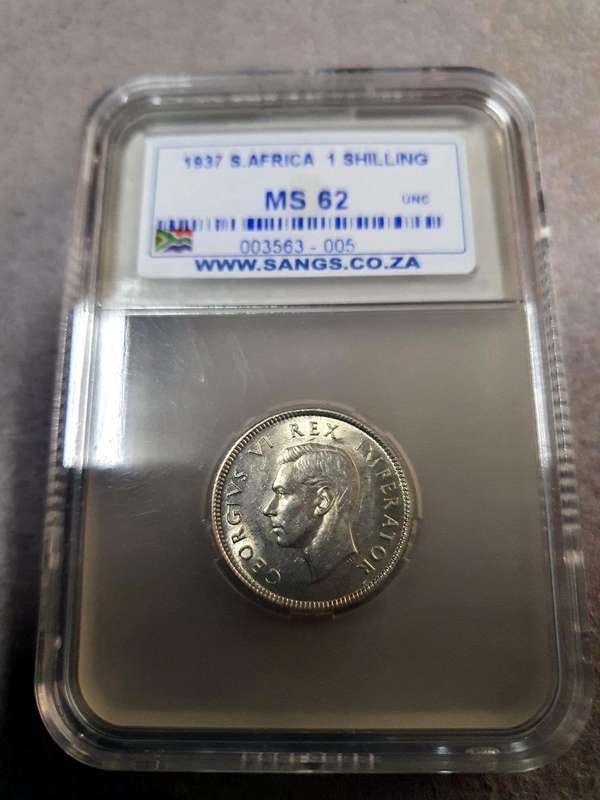 1937 S.AFRICA 1 SHILLING
MS 62 UNC
003563 - 005
WWW.SANGS.CO.ZA
GEORGIVS VI REX IMPERATOR